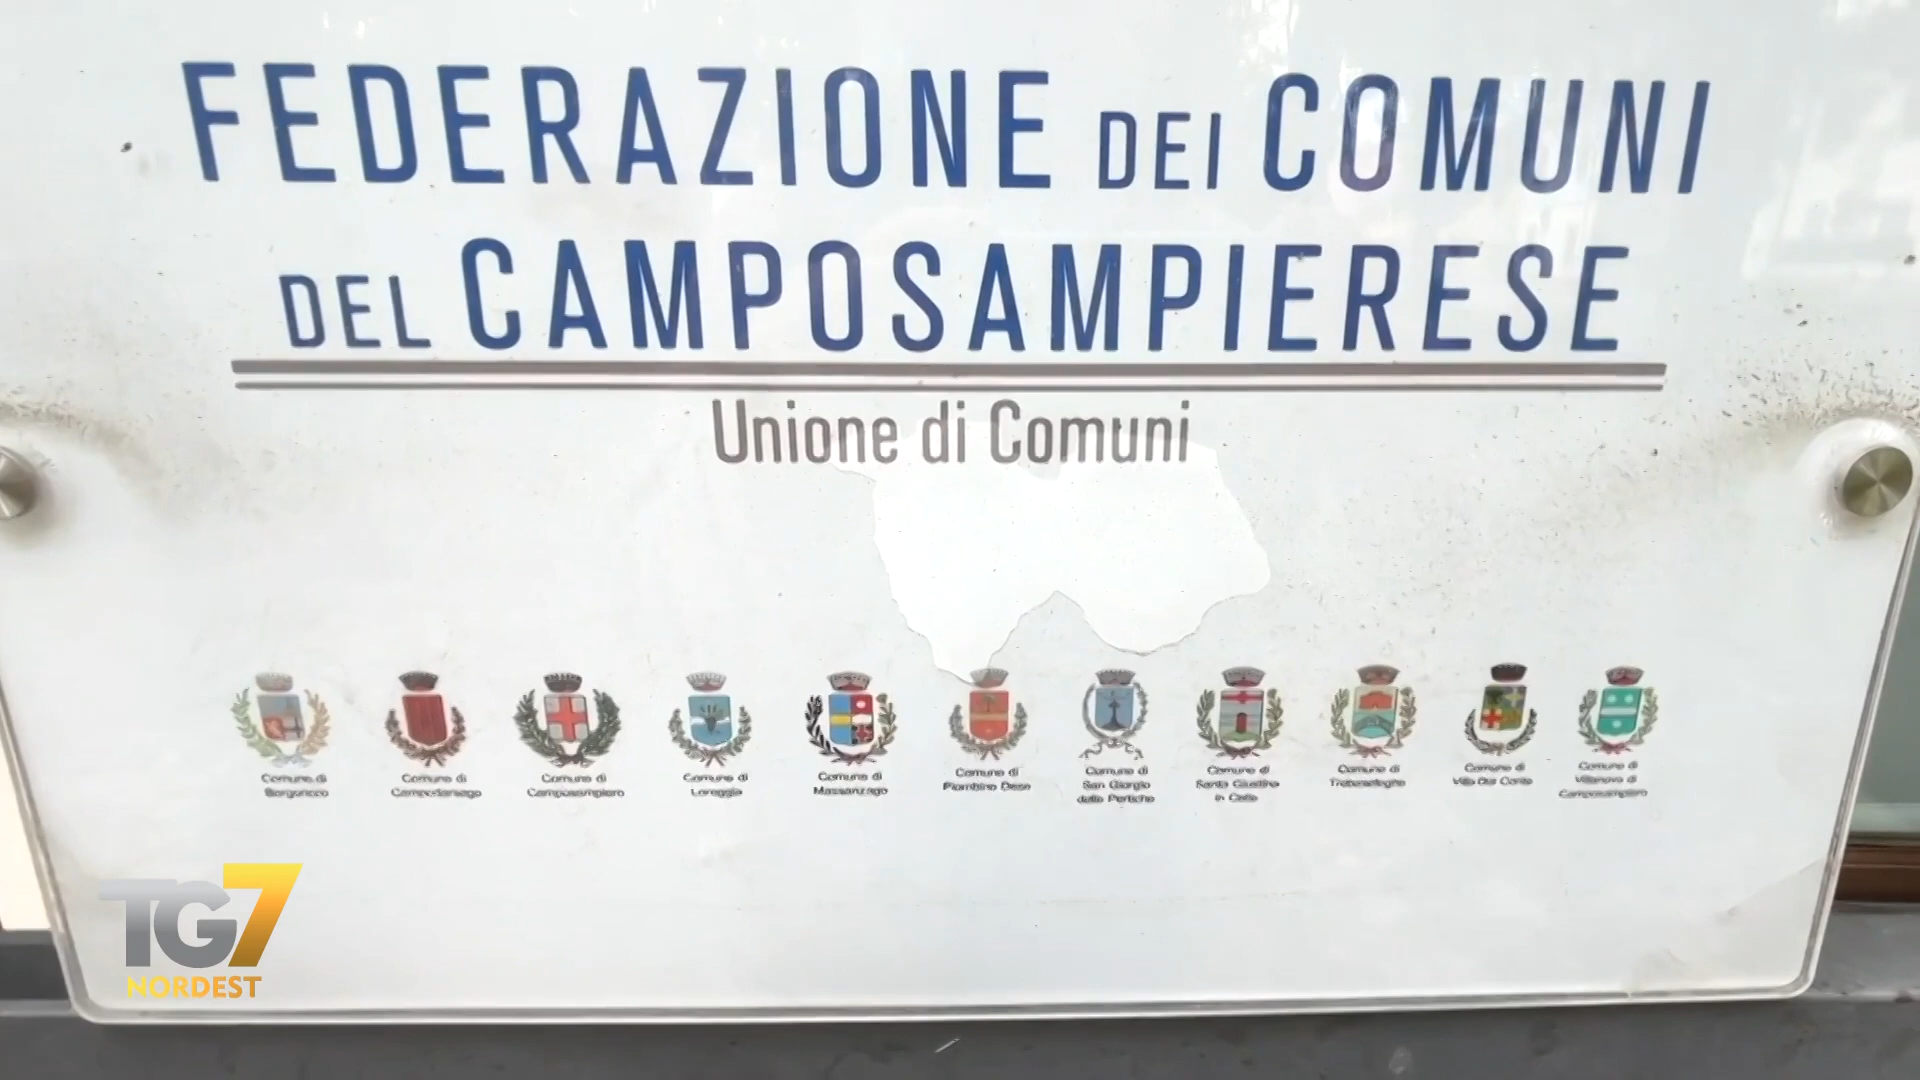 FEDERAZIONE DEI COMUNI
DEL CAMPOSAMPIERESE
Unione di Comuni
Comune di
Borgoricco
Comune di
Campodarsego
Comune di
Camposampiero
Comune di
Loreggia
Comune di
Massanzago
Comune di
Piombino Dese
Comune di
San Giorgio
delle Pertiche
Comune di
Santa Giustina
in Colle
Comune di
Trebaseleghe
Comune di
Villa Del Conte
Comune di
Villanova di
Camposampiero
TG7
NORDEST